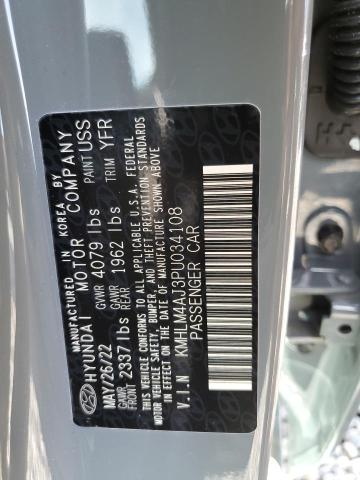 MANUFACTURED IN KOREA BY
HYUNDAI MOTOR COMPANY
MAY/26/22 GVWR 4079 lbs PAINT USS
GAWR FRONT 2337 lbs GAWR REAR 1962 lbs TRIM YFR
THIS VEHICLE CONFORMS TO ALL APPLICABLE U.S.A. FEDERAL
MOTOR VEHICLE SAFETY, BUMPER, AND THEFT PREVENTION STANDARDS
IN EFFECT ON THE DATE OF MANUFACTURE SHOWN ABOVE.
V.I.N KMHLM4AJ3PU034108
PASSENGER CAR